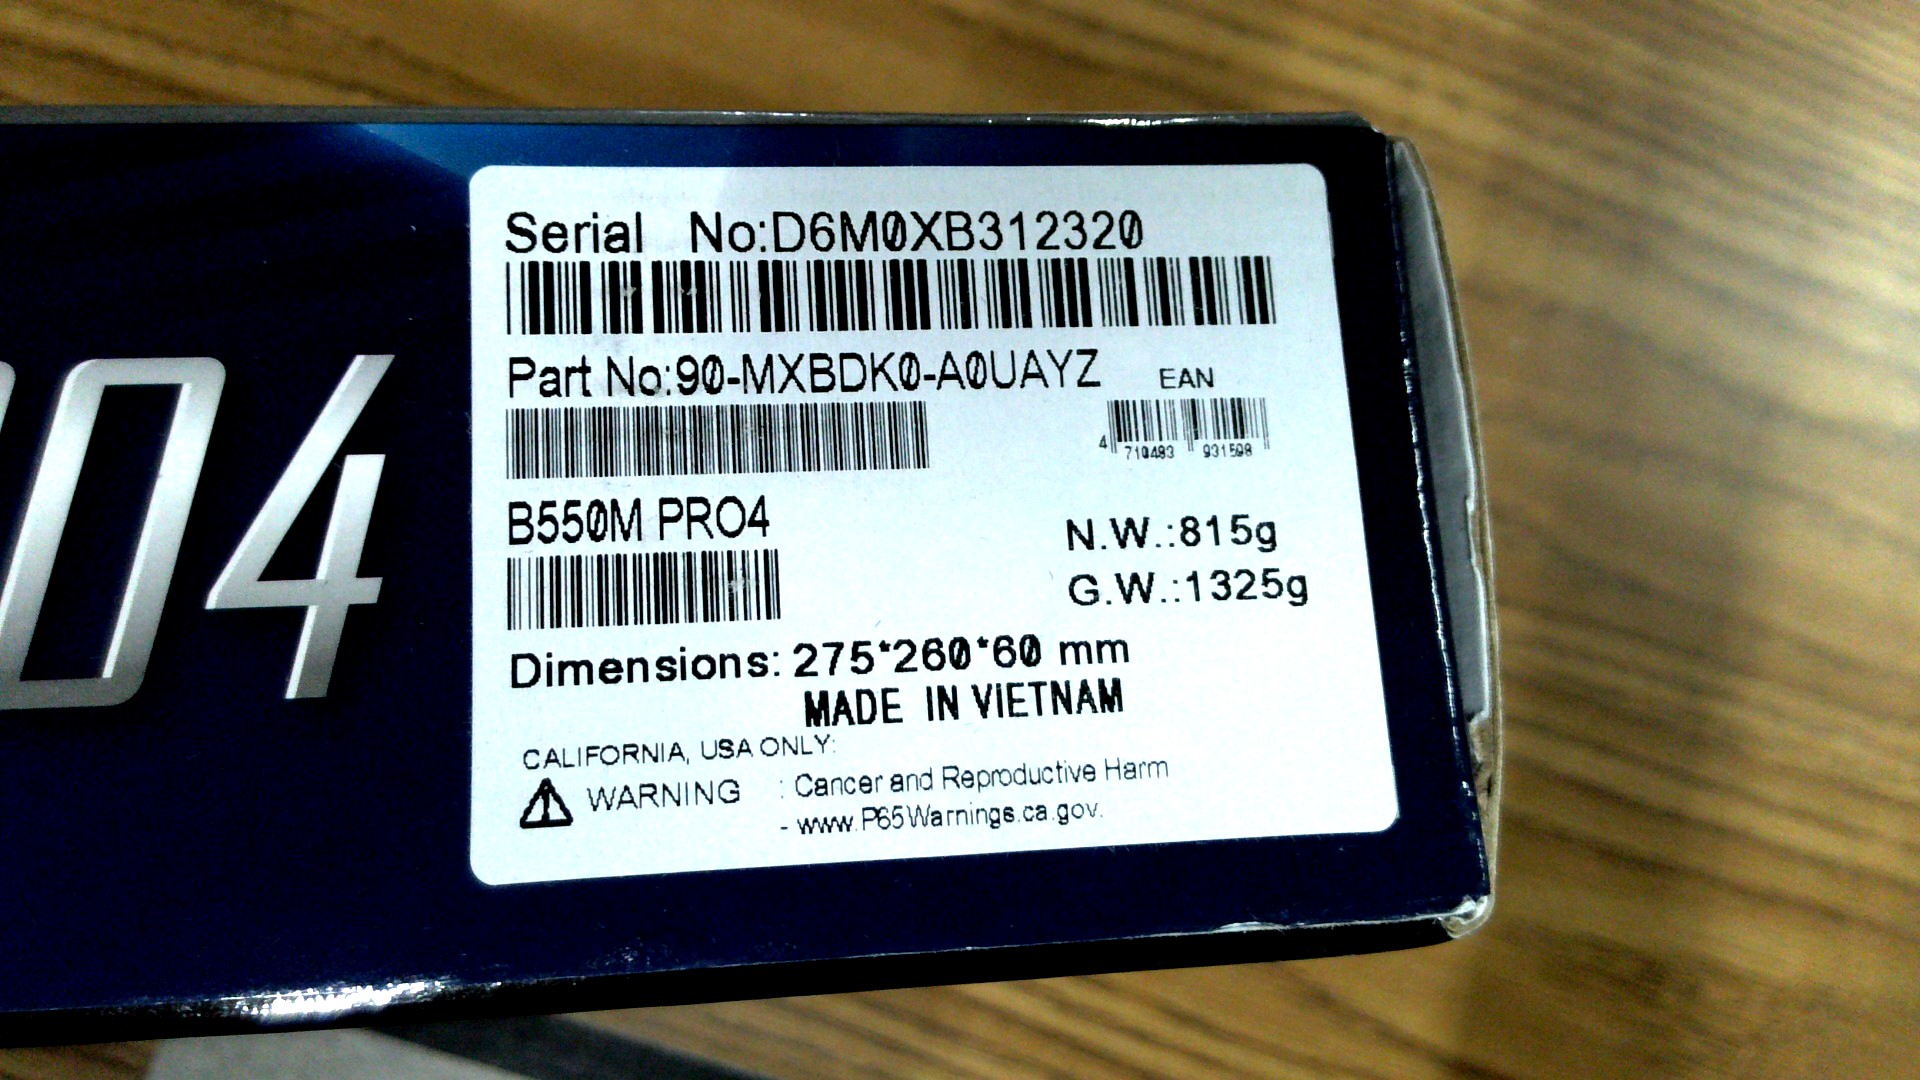 Serial No:D6M0XB312320
Part No:90-MXBDK0-A0UAYZ
EAN
4 710483 931598
B550M PRO4
N.W.:815g
G.W.:1325g
Dimensions: 275*260*60 mm
MADE IN VIETNAM
CALIFORNIA, USA ONLY:
WARNING : Cancer and Reproductive Harm
- www.P65Warnings.ca.gov.
O4